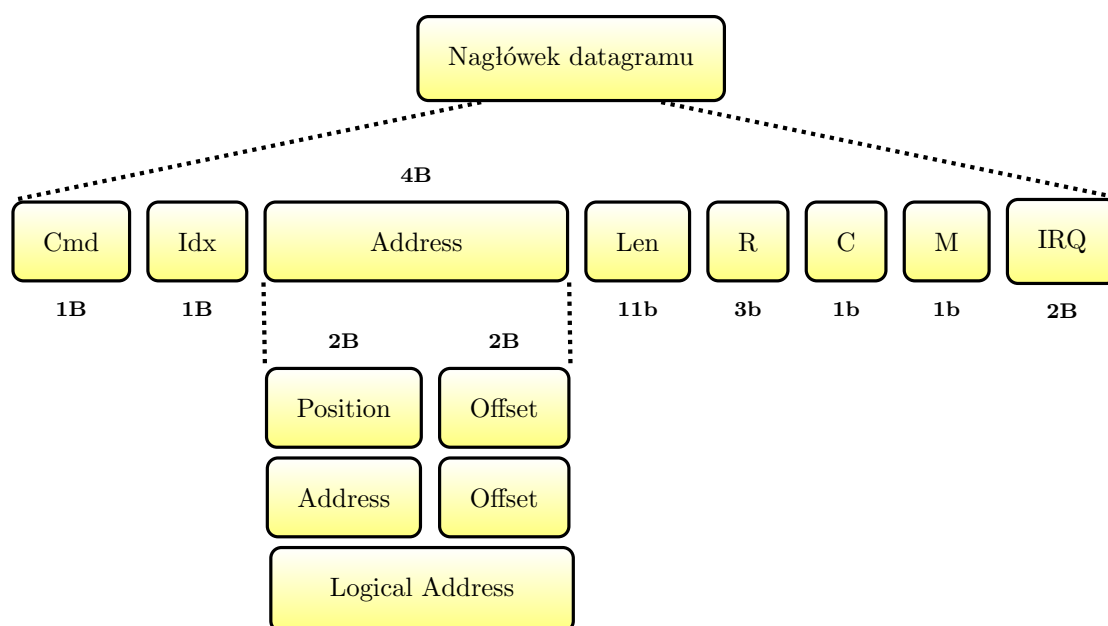 Nagłówek datagramu
4B
Cmd Idx Address Len R C M IRQ
1B 1B 11b 3b 1b 1b 2B
2B 2B
Position Offset
Address Offset
Logical Address